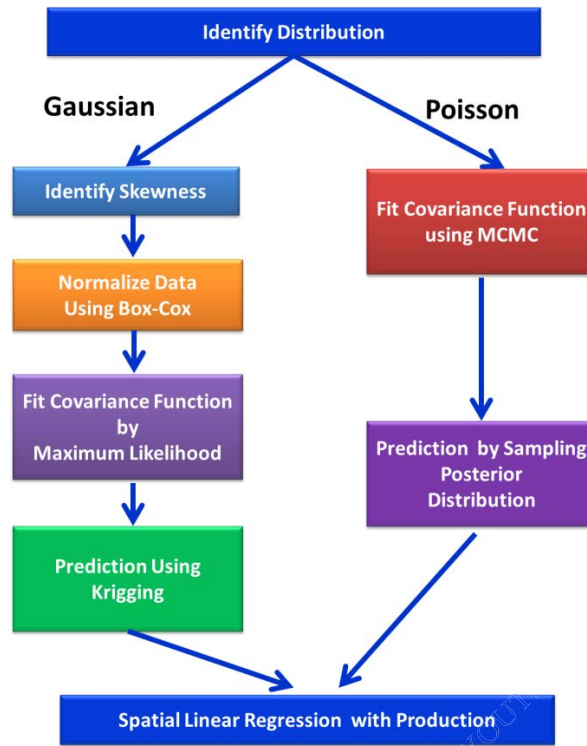 Identify Distribution
Gaussian
Poisson
Identify Skewness
Fit Covariance Function
using MCMC
Normalize Data
Using Box-Cox
Fit Covariance Function
by
Maximum Likelihood
Prediction by Sampling
Posterior
Distribution
Prediction Using
Krigging
Spatial Linear Regression with Production